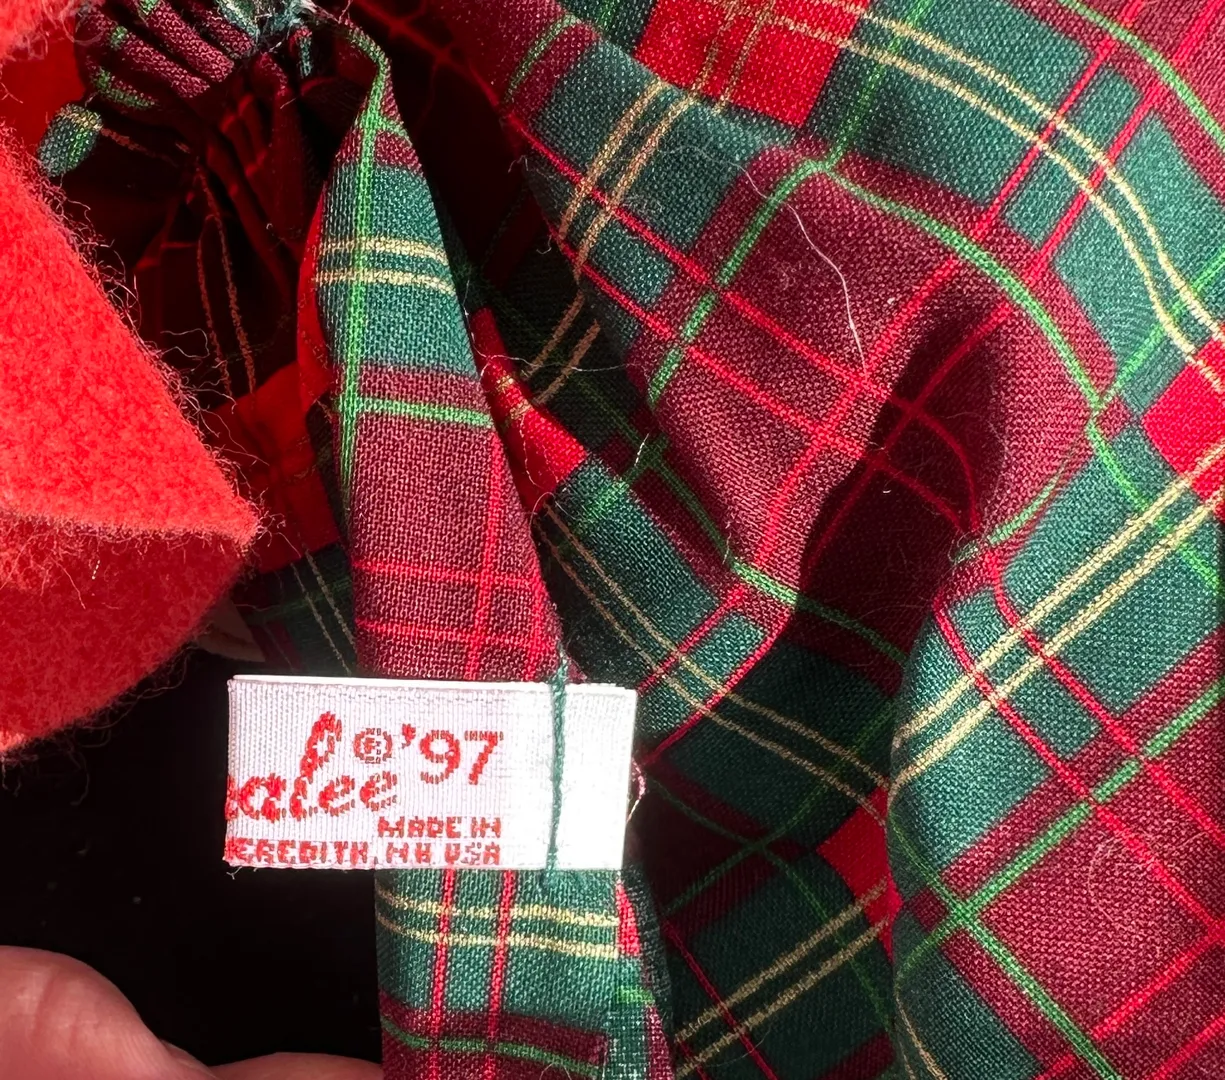 ®'97
alee
MADE IN
EREDITH, NH USA